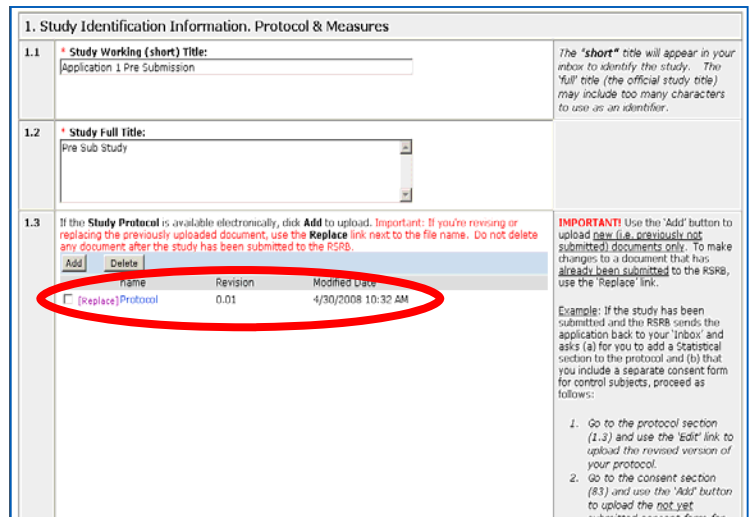 1. Study Identification Information. Protocol & Measures
1.1
* Study Working (short) Title:
Application 1 Pre Submission
The "short" title will appear in your
inbox to identify the study. The
'full' title (the official study title)
may include too many characters
to use as an identifier.
1.2
* Study Full Title:
Pre Sub Study
1.3
If the Study Protocol is available electronically, click Add to upload. Important: If you're revising or
replacing the previously uploaded document, use the Replace link next to the file name. Do not delete
any document after the study has been submitted to the RSRB.
Add Delete
name Revision Modified Date
[Replace] Protocol 0.01 4/30/2008 10:32 AM
IMPORTANT! Use the 'Add' button to
upload new (i.e. previously not
submitted) documents only. To make
changes to a document that has
already been submitted to the RSRB,
use the 'Replace' link.
Example: If the study has been
submitted and the RSRB sends the
application back to your 'Inbox' and
asks (a) for you to add a Statistical
section to the protocol and (b) that
you include a separate consent form
for control subjects, proceed as
follows:
1. Go to the protocol section
(1.3) and use the 'Edit' link to
upload the revised version of
your protocol.
2. Go to the consent section
(83) and use the 'Add' button
to upload the not yet
submitted consent form for